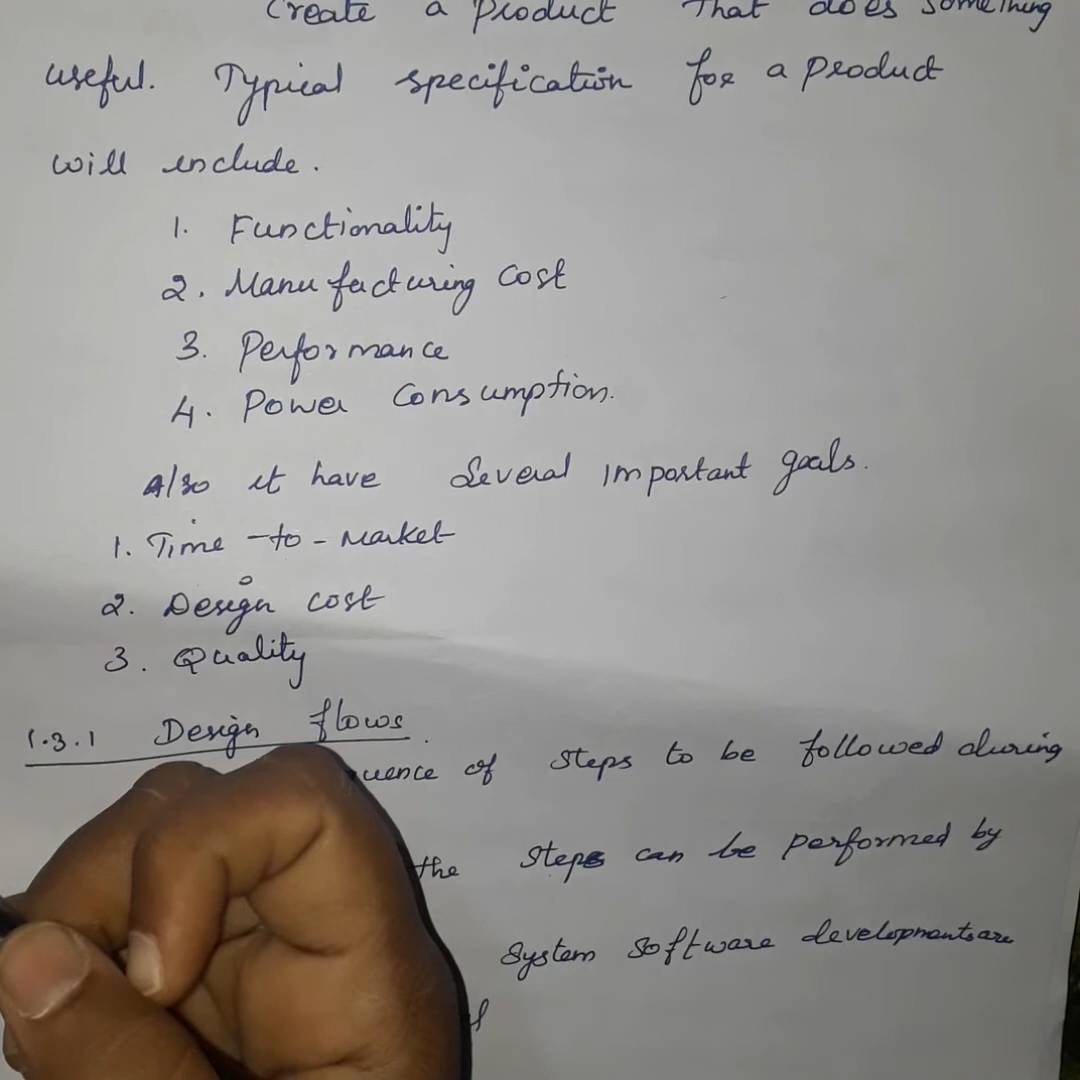 Create a product that does something
useful. Typical specification for a product
will include.
1. Functionality
2. Manufacturing cost
3. Performance
4. Power Consumption.
Also it have several important goals.
1. Time-to-market
2. Design cost
3. Quality
1.3.1 Design flows.
of steps to be followed during
the steps can be performed by
system software developments are